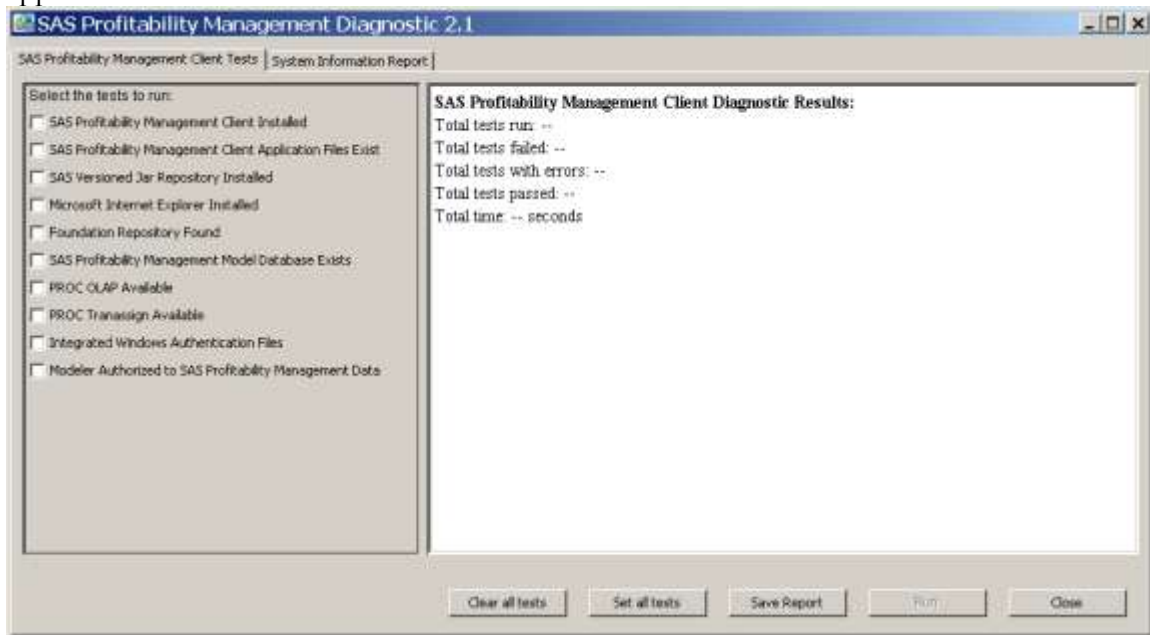 SAS Profitability Management Diagnostic 2.1
SAS Profitability Management Client Tests System Information Report
Select the tests to run:
SAS Profitability Management Client Installed
SAS Profitability Management Client Application Files Exist
SAS Versioned Jar Repository Installed
Microsoft Internet Explorer Installed
Foundation Repository Found
SAS Profitability Management Model Database Exists
PROC OLAP Available
PROC Tranassign Available
Integrated Windows Authentication Files
Modeler Authorized to SAS Profitability Management Data
SAS Profitability Management Client Diagnostic Results:
Total tests run: --
Total tests failed: --
Total tests with errors: --
Total tests passed: --
Total time: -- seconds
Clear all tests Set all tests Save Report Run Close